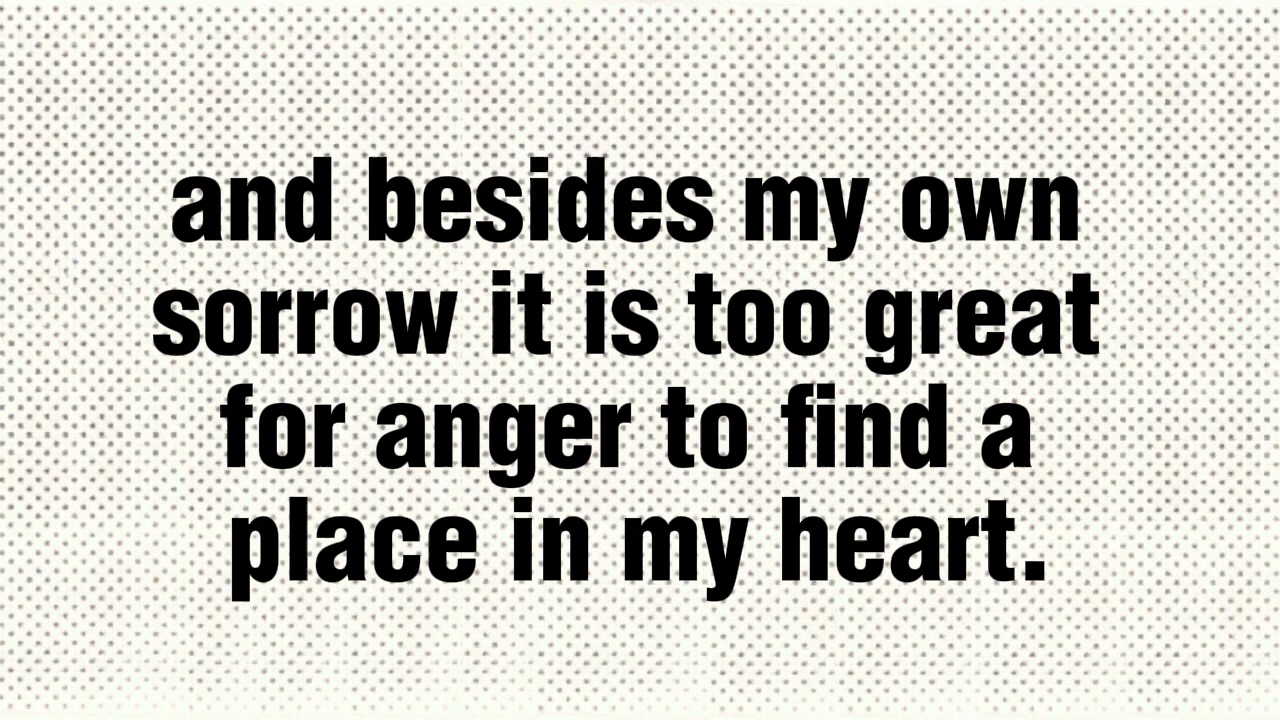 and besides my own
sorrow it is too great
for anger to find a
place in my heart.